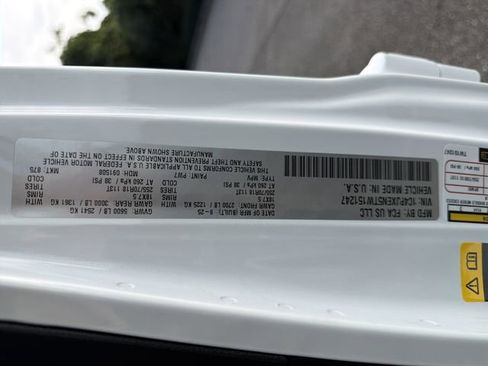 MFD. BY: FCA US LLC
DATE OF MFR (BUILT): 9-25
GVWR: 5600 LB ( 2541 KG )
GAWR FRONT: 2700 LB ( 1225 KG) WITH
GAWR REAR: 3000 LB ( 1361 KG) WITH
255/70R18 113T
TIRES
18X7.5
RIMS
AT 260 kPa / 38 PSI
COLD
255/70R18 113T
TIRES
18X7.5
RIMS
AT 260 kPa / 38 PSI
COLD
THIS VEHICLE CONFORMS TO ALL APPLICABLE U.S.A. FEDERAL MOTOR VEHICLE
SAFETY AND THEFT PREVENTION STANDARDS IN EFFECT ON THE DATE OF
MANUFACTURE SHOWN ABOVE
VEHICLE MADE IN: U.S.A.
TYPE: MPV
PAINT: PW7
MDH: 091508
MKT: 875